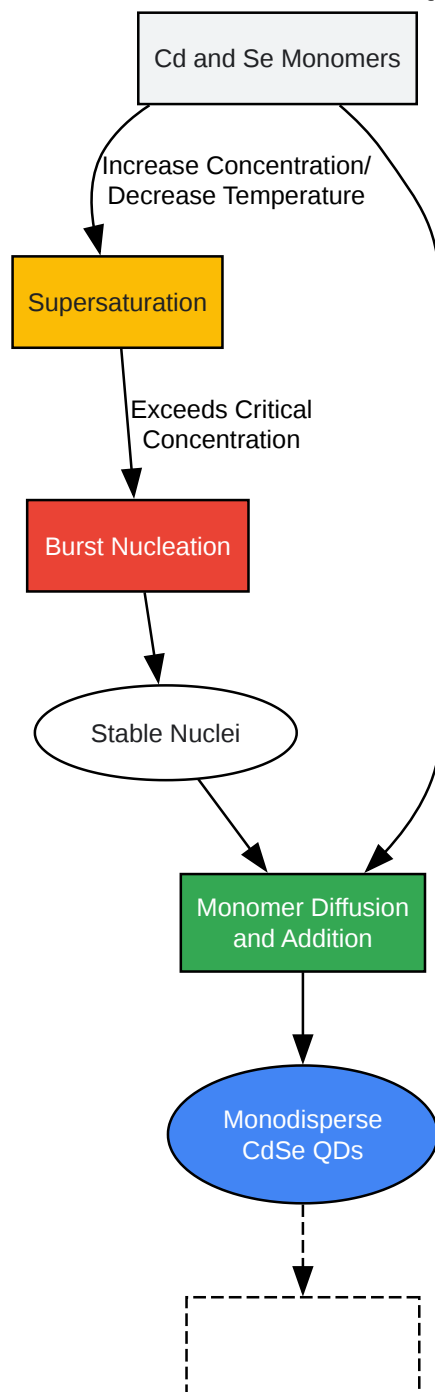 Cd and Se Monomers
Increase Concentration/
Decrease Temperature
Supersaturation
Exceeds Critical
Concentration
Burst Nucleation
Stable Nuclei
Monomer Diffusion
and Addition
Monodisperse
CdSe QDs